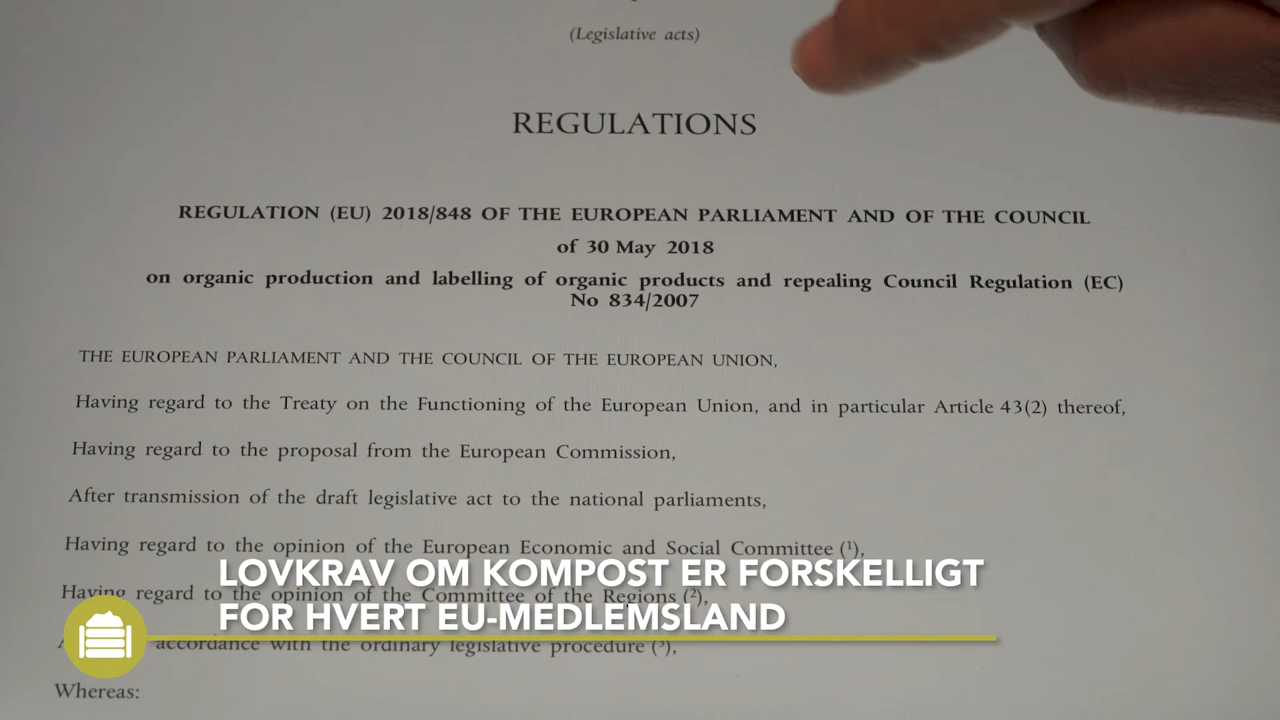 (Legislative acts)
REGULATIONS
REGULATION (EU) 2018/848 OF THE EUROPEAN PARLIAMENT AND OF THE COUNCIL
of 30 May 2018
on organic production and labelling of organic products and repealing Council Regulation (EC)
No 834/2007
THE EUROPEAN PARLIAMENT AND THE COUNCIL OF THE EUROPEAN UNION,
Having regard to the Treaty on the Functioning of the European Union, and in particular Article 43(2) thereof,
Having regard to the proposal from the European Commission,
After transmission of the draft legislative act to the national parliaments,
Having regard to the opinion of the European Economic and Social Committee (¹),
LOVKRAV OM KOMPOST ER FORSKELLIGT
Having regard to the opinion of the Committee of the Regions (²),
FOR HVERT EU-MEDLEMSLAND
accordance with the ordinary legislative procedure (³),
Whereas: